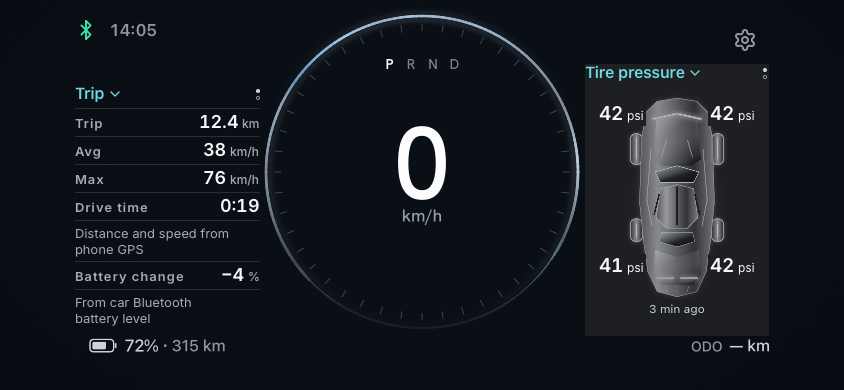 14:05
P R N D
Trip
Trip 12.4 km
Avg 38 km/h
Max 76 km/h
Drive time 0:19
Distance and speed from
phone GPS
Battery change −4 %
From car Bluetooth
battery level
72% · 315 km
0
km/h
Tire pressure
42 psi 42 psi
41 psi 42 psi
3 min ago
ODO — km